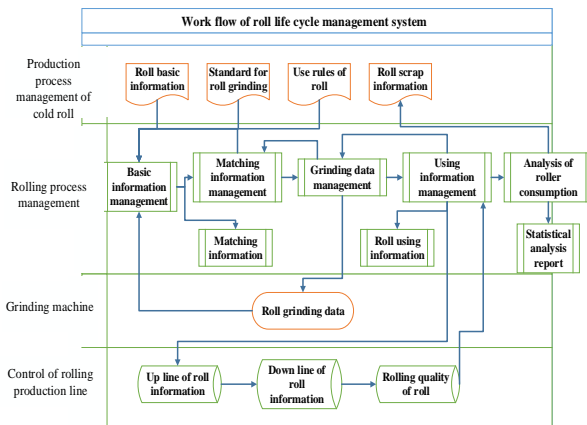 Work flow of roll life cycle management system
Production
process
management of
cold roll
Roll basic
information
Standard for
roll grinding
Use rules of
roll
Roll scrap
information
Rolling process
management
Basic
information
management
Matching
information
management
Grinding data
management
Using
information
management
Analysis of
roller
consumption
Matching
information
Roll using
information
Statistical
analysis
report
Grinding machine
Roll grinding data
Control of rolling
production line
Up line of roll
information
Down line of
roll
information
Rolling quality
of roll